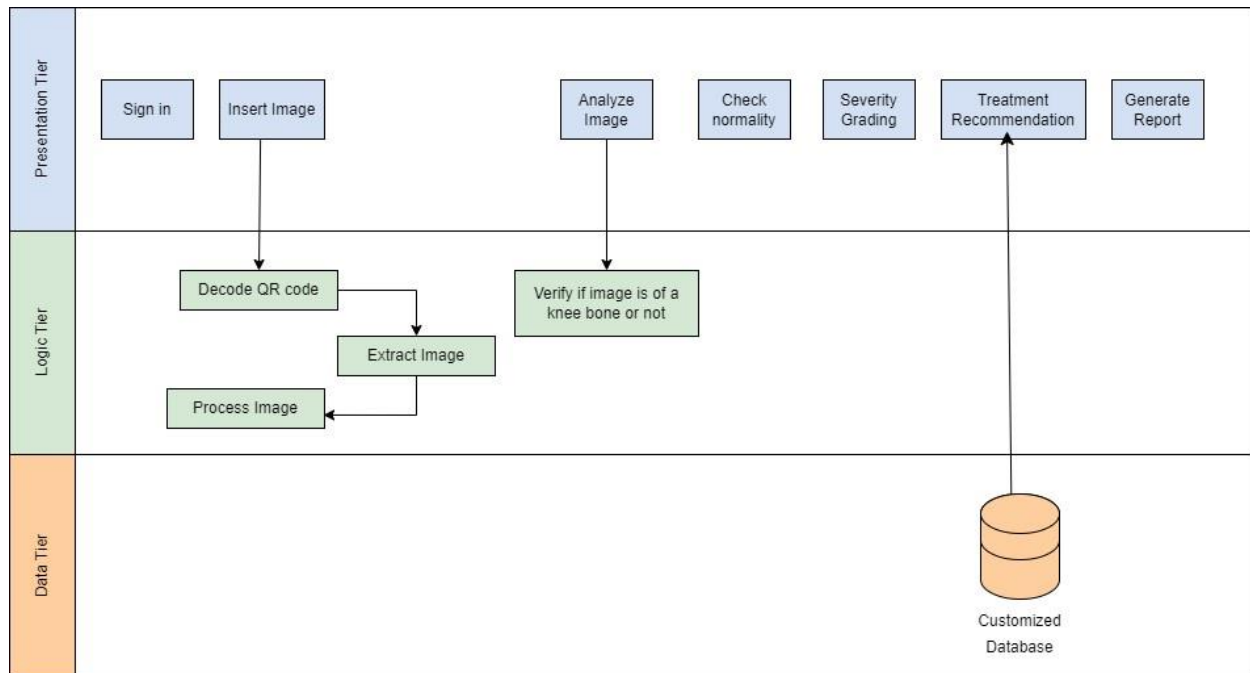 Presentation Tier
Sign in
Insert Image
Analyze
Image
Check
normality
Severity
Grading
Treatment
Recommendation
Generate
Report
Logic Tier
Decode QR code
Verify if image is of a
knee bone or not
Extract Image
Process Image
Data Tier
Customized
Database